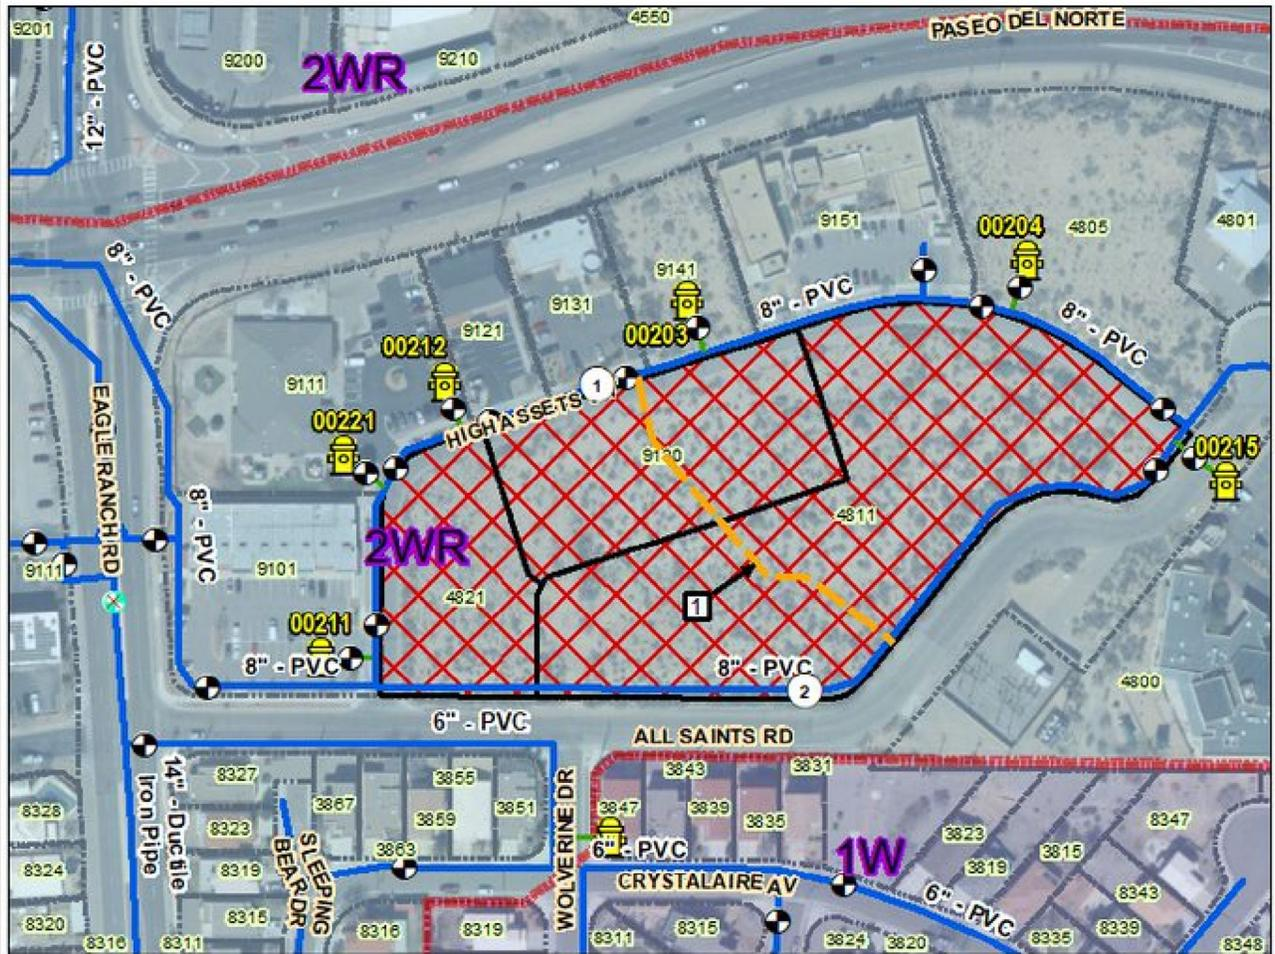 9201
4550
PASEO DEL NORTE
9200
2WR
9210
12" - PVC
4801
9151
4805
00204
8" - PVC
9141
8" - PVC
9131
9121
00203
8" - PVC
00212
9111
1
HIGH ASSETS
EAGLE RANCH RD
00221
00215
8" - PVC
2WR
4811
9111
9101
4821
1
00211
8" - PVC
8" - PVC
2
4800
6" - PVC
ALL SAINTS RD
14" - Ductile
Iron Pipe
8327
3855
3843
3831
3867
3851
WOLVERINE DR
3847
3839
8328
8323
3859
3835
3823
8347
3863
6" - PVC
1W
3815
8324
8319
SLEEPING
BEAR DR
CRYSTALAIRE AV
3819
8343
6" - PVC
8320
8315
8316
8319
8315
8339
8316
8311
8311
3824
3820
8335
8348